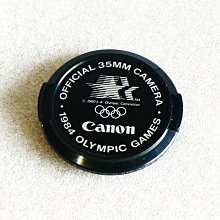 OFFICIAL 35MM CAMERA
Canon
1984 OLYMPIC GAMES